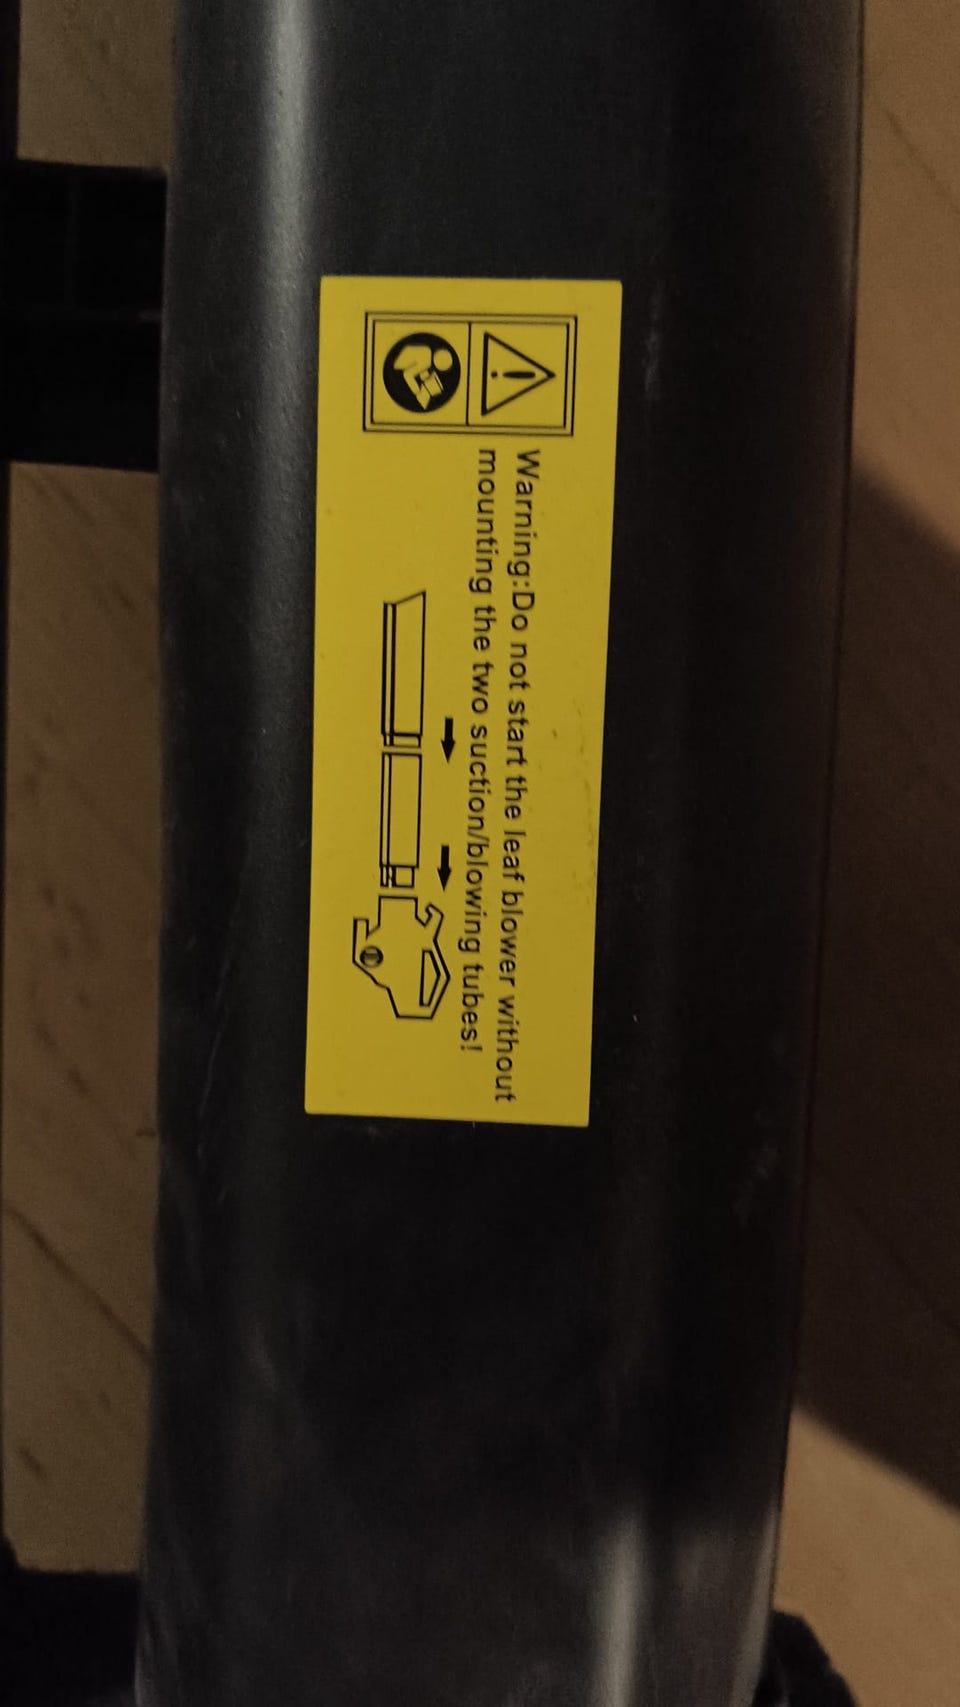 Warning:Do not start the leaf blower without
mounting the two suction/blowing tubes!